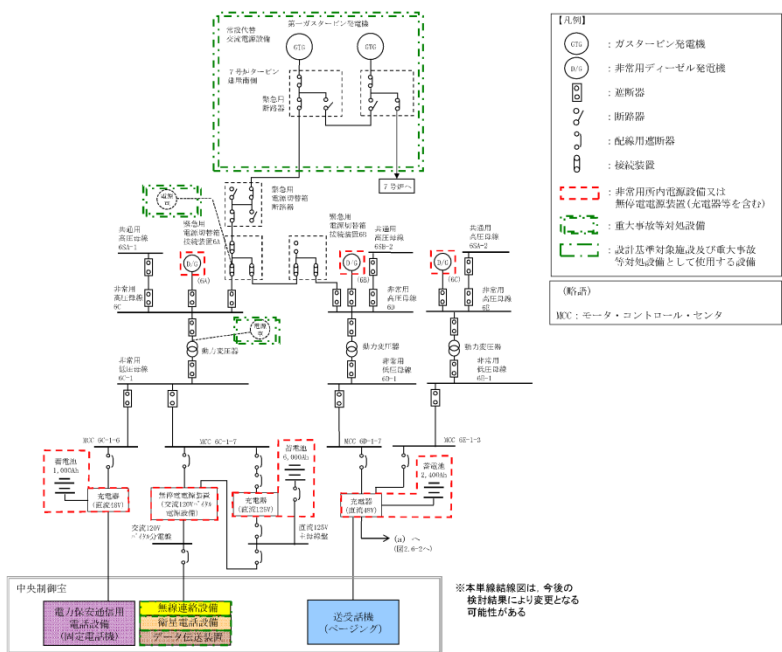 常設代替
交流電源設備
第一ガスタービン発電機
GTG
GTG
7号炉タービン
建屋南側
緊急用
断路器
7号炉へ
電源車
緊急用
電源切替箱
断路器
緊急用
電源切替箱
接続装置6A
緊急用
電源切替箱
接続装置6B
共通用
高圧母線
6SA-1
共通用
高圧母線
6SB-2
共通用
高圧母線
6SA-2
D/G
(6A)
D/G
(6B)
D/G
(6C)
非常用
高圧母線
6C
非常用
高圧母線
6D
非常用
高圧母線
6E
電源車
動力変圧器
動力変圧器
動力変圧器
非常用
低圧母線
6C-1
非常用
低圧母線
6D-1
非常用
低圧母線
6E-1
MCC 6C-1-6
MCC 6C-1-7
MCC 6D-1-7
MCC 6E-1-3
蓄電池
1,000Ah
蓄電池
6,000Ah
蓄電池
2,400Ah
充電器
(直流48V)
無停電電源装置
(交流120Vバイタル
電源設備)
充電器
(直流125V)
充電器
(直流48V)
交流120V
バイタル分電盤
直流125V
主母線盤
(a) へ
(図2.6-2へ)
中央制御室
電力保安通信用
電話設備
(固定電話機)
無線連絡設備
衛星電話設備
データ伝送装置
送受話機
(ページング)
※本単線結線図は、今後の
検討結果により変更となる
可能性がある
【凡例】
GTG : ガスタービン発電機
D/G : 非常用ディーゼル発電機
: 遮断器
: 断路器
: 配線用遮断器
: 接続装置
: 非常用所内電源設備又は
無停電電源装置(充電器等を含む)
: 重大事故等対処設備
: 設計基準対象施設及び重大事故
等対処設備として使用する設備
(略語)
MCC : モータ・コントロール・センタ